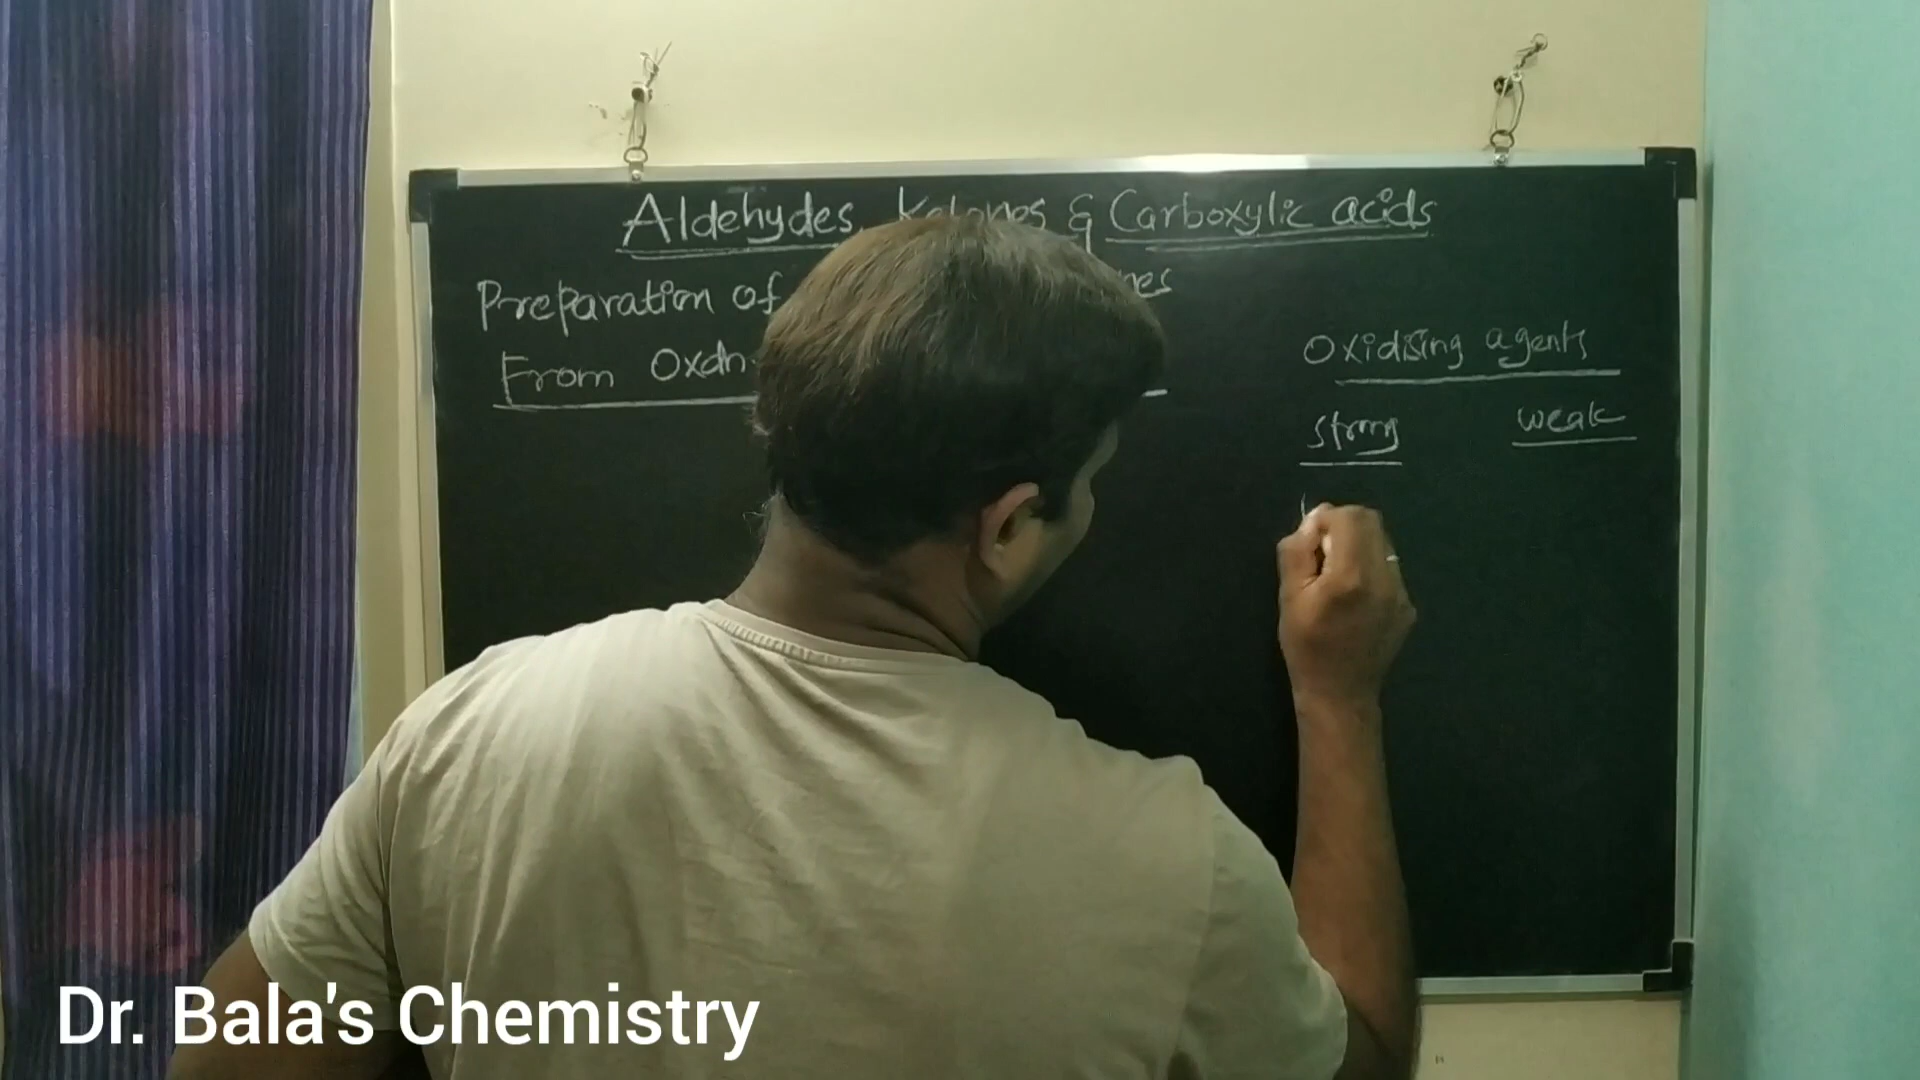 Aldehydes, Ketones & Carboxylic acids
Preparation of
From Oxdn.
Oxidising agents
strong weak
Dr. Bala's Chemistry